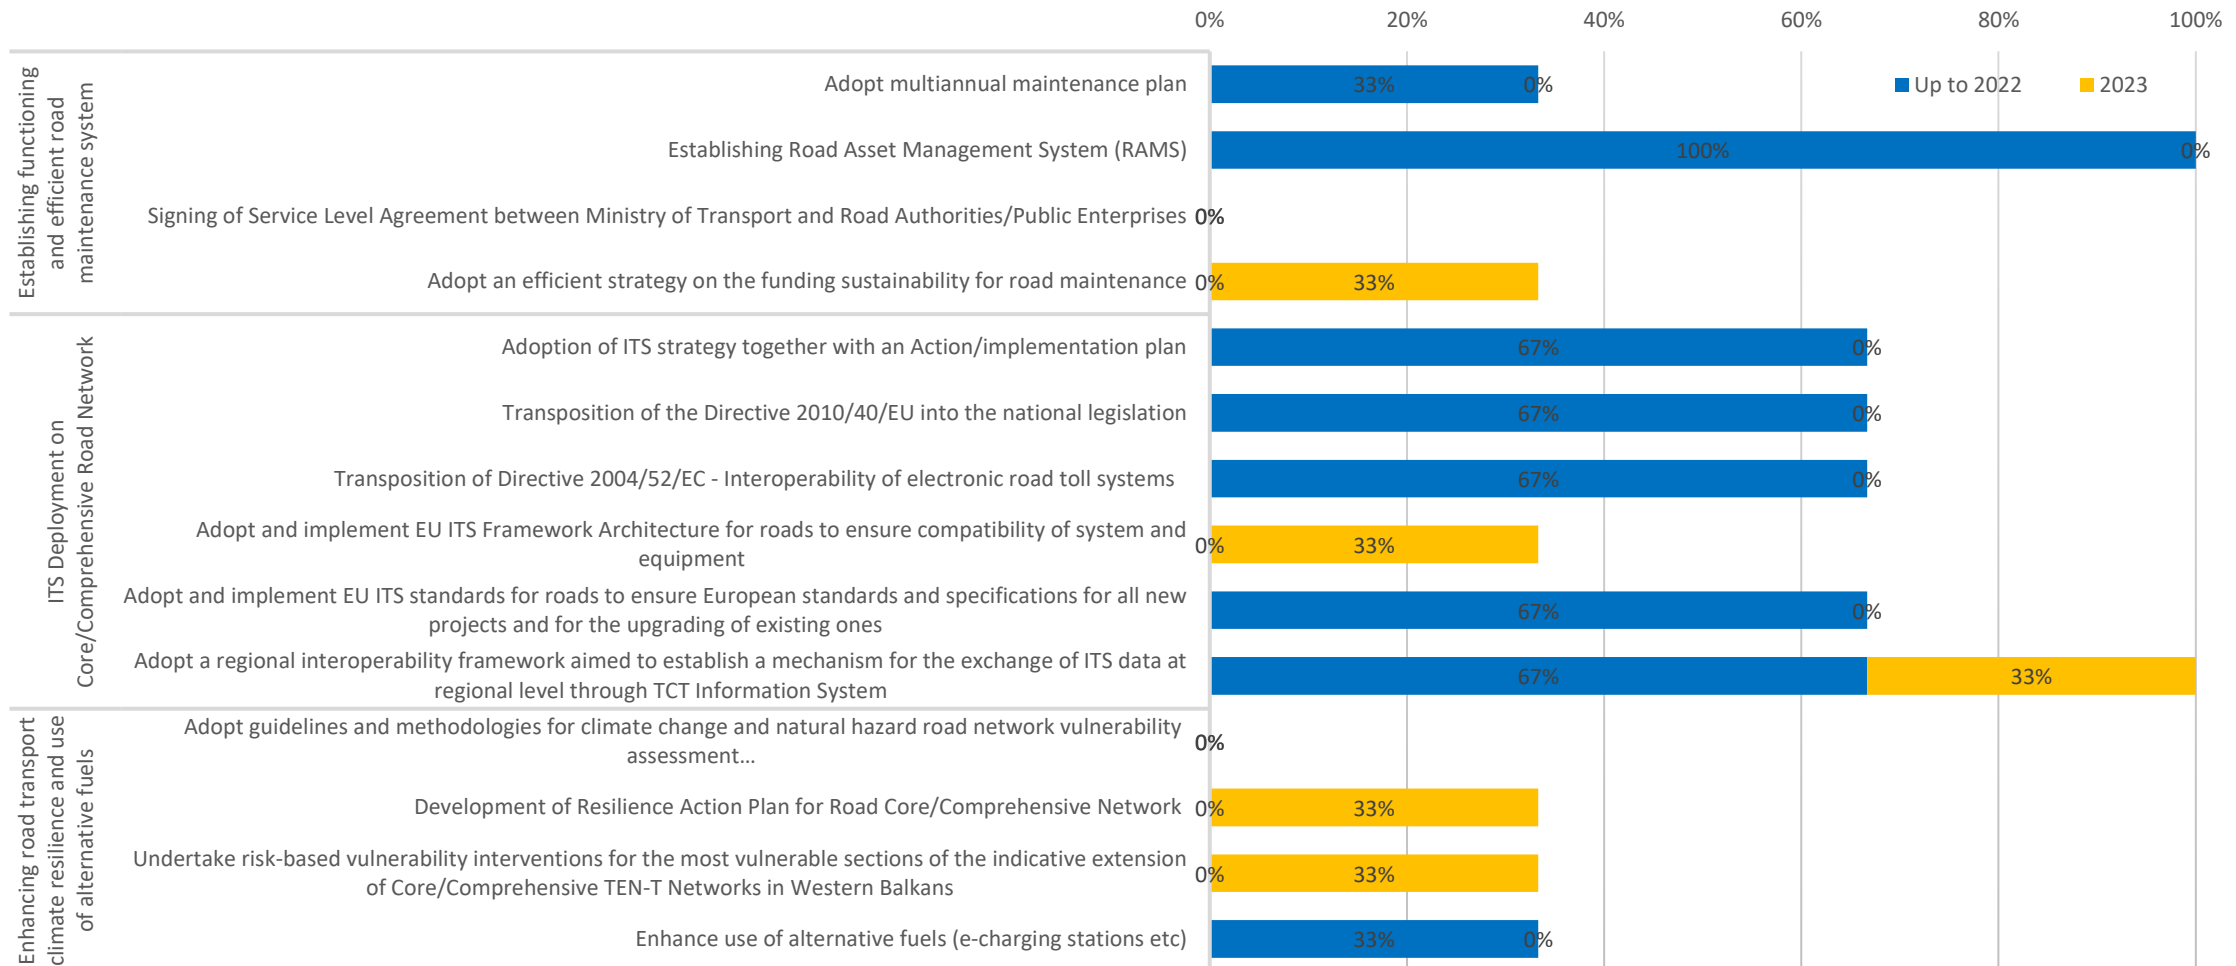 0% 20% 40% 60% 80% 100%
Up to 2022 2023
Establishing functioning
and efficient road
maintenance system
Adopt multiannual maintenance plan 33% 0%
Establishing Road Asset Management System (RAMS) 100% 0%
Signing of Service Level Agreement between Ministry of Transport and Road Authorities/Public Enterprises 0%
Adopt an efficient strategy on the funding sustainability for road maintenance 0% 33%
ITS Deployment on
Core/Comprehensive Road Network
Adoption of ITS strategy together with an Action/implementation plan 67% 0%
Transposition of the Directive 2010/40/EU into the national legislation 67% 0%
Transposition of Directive 2004/52/EC - Interoperability of electronic road toll systems 67% 0%
Adopt and implement EU ITS Framework Architecture for roads to ensure compatibility of system and
equipment
0% 33%
Adopt and implement EU ITS standards for roads to ensure European standards and specifications for all new
projects and for the upgrading of existing ones
67% 0%
Adopt a regional interoperability framework aimed to establish a mechanism for the exchange of ITS data at
regional level through TCT Information System
67% 33%
Enhancing road transport
climate resilience and use
of alternative fuels
Adopt guidelines and methodologies for climate change and natural hazard road network vulnerability
assessment...
0%
Development of Resilience Action Plan for Road Core/Comprehensive Network 0% 33%
Undertake risk-based vulnerability interventions for the most vulnerable sections of the indicative extension
of Core/Comprehensive TEN-T Networks in Western Balkans
0% 33%
Enhance use of alternative fuels (e-charging stations etc) 33% 0%